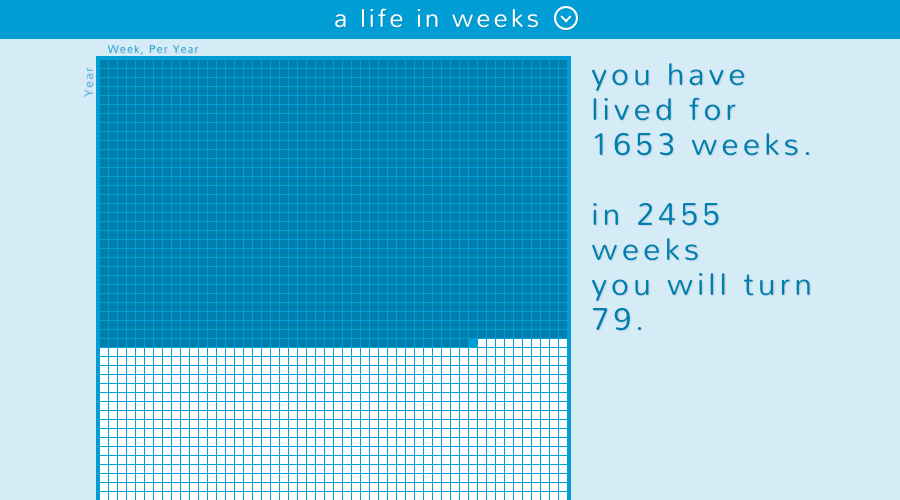 a life in weeks
Week, Per Year
Year
you have
lived for
1653 weeks.
in 2455
weeks
you will turn
79.